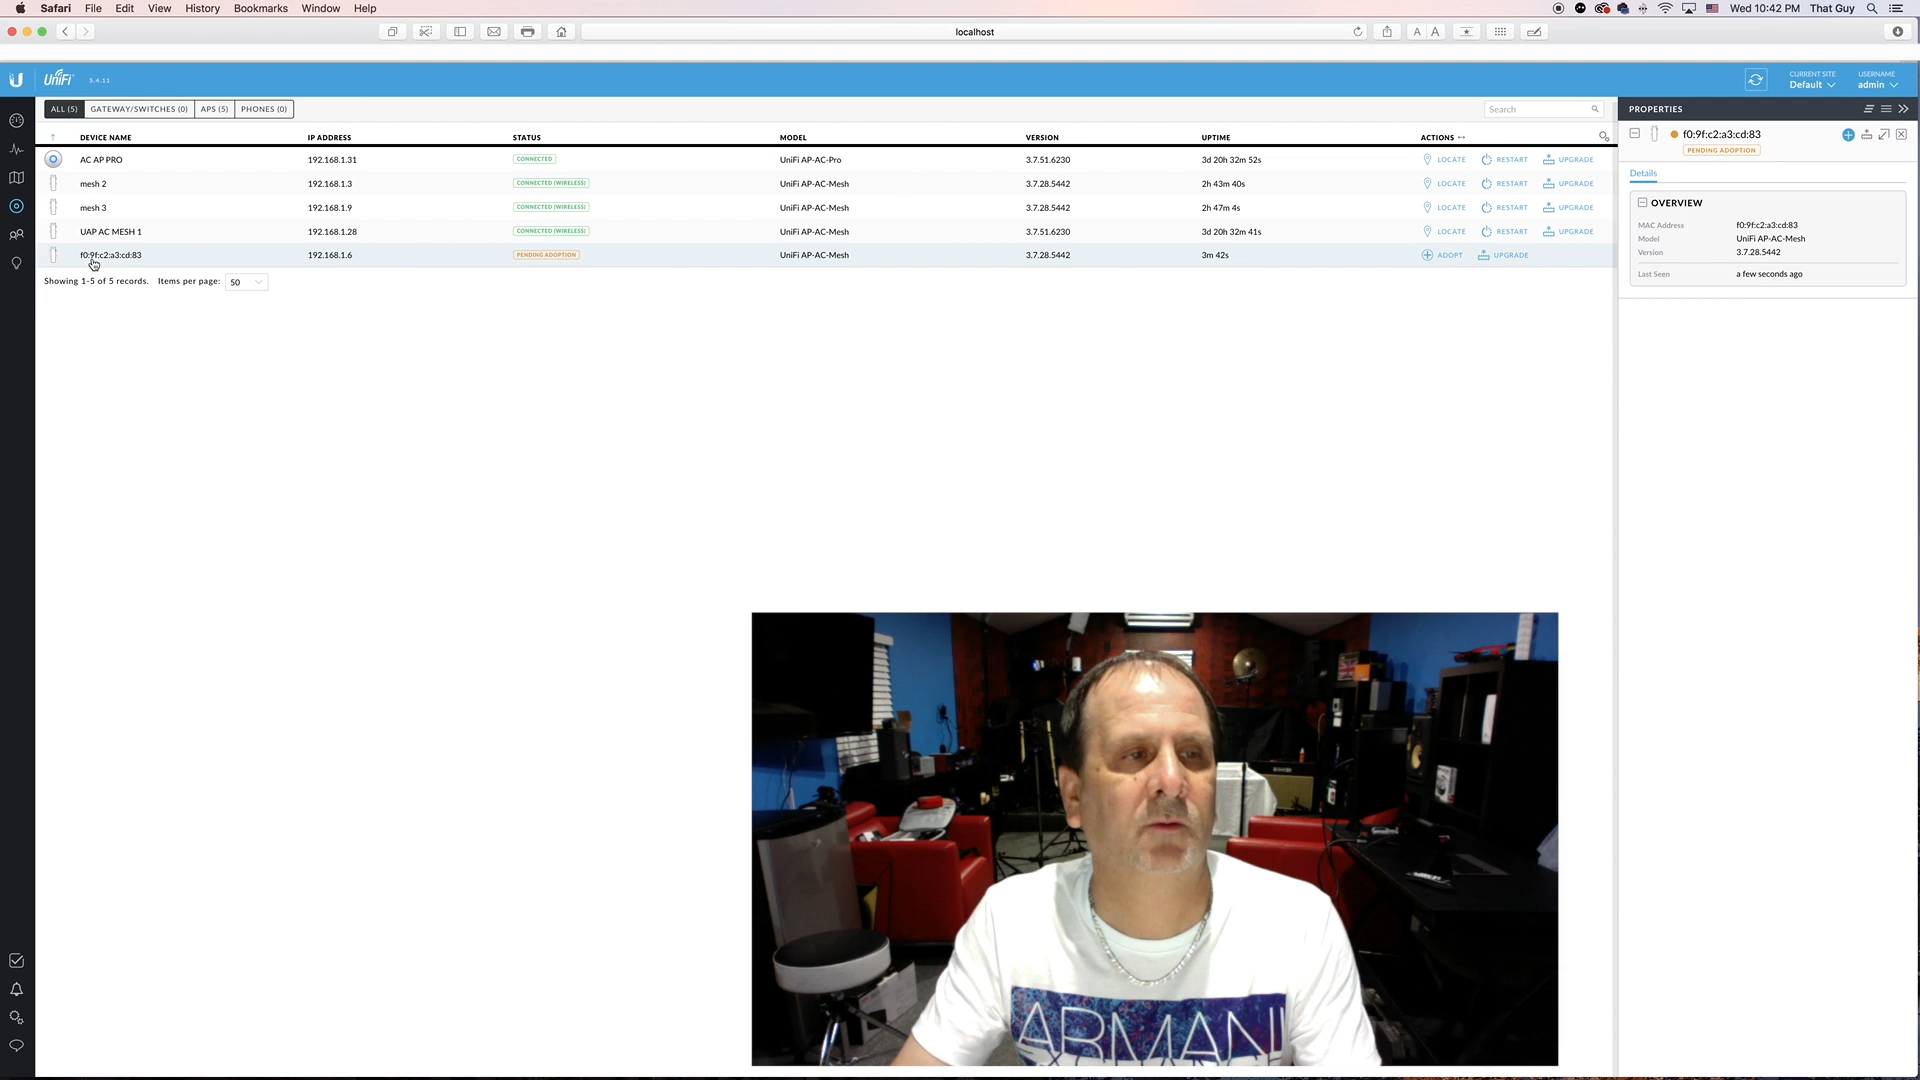 Safari File Edit View History Bookmarks Window Help Wed 10:42 PM That Guy
localhost A A
U UniFi 5.4.11 CURRENT SITE USERNAME
Default admin
ALL (5) GATEWAY/SWITCHES (0) APS (5) PHONES (0) Search
DEVICE NAME IP ADDRESS STATUS MODEL VERSION UPTIME ACTIONS
AC AP PRO 192.168.1.31 CONNECTED UniFi AP-AC-Pro 3.7.51.6230 3d 20h 32m 52s LOCATE RESTART UPGRADE
mesh 2 192.168.1.3 CONNECTED (WIRELESS) UniFi AP-AC-Mesh 3.7.28.5442 2h 43m 40s LOCATE RESTART UPGRADE
mesh 3 192.168.1.9 CONNECTED (WIRELESS) UniFi AP-AC-Mesh 3.7.28.5442 2h 47m 4s LOCATE RESTART UPGRADE
UAP AC MESH 1 192.168.1.28 CONNECTED (WIRELESS) UniFi AP-AC-Mesh 3.7.51.6230 3d 20h 32m 41s LOCATE RESTART UPGRADE
f0:9f:c2:a3:cd:83 192.168.1.6 PENDING ADOPTION UniFi AP-AC-Mesh 3.7.28.5442 3m 42s ADOPT UPGRADE
Showing 1-5 of 5 records. Items per page: 50
PROPERTIES
f0:9f:c2:a3:cd:83
PENDING ADOPTION
Details
OVERVIEW
MAC Address f0:9f:c2:a3:cd:83
Model UniFi AP-AC-Mesh
Version 3.7.28.5442
Last Seen a few seconds ago
ARMANI